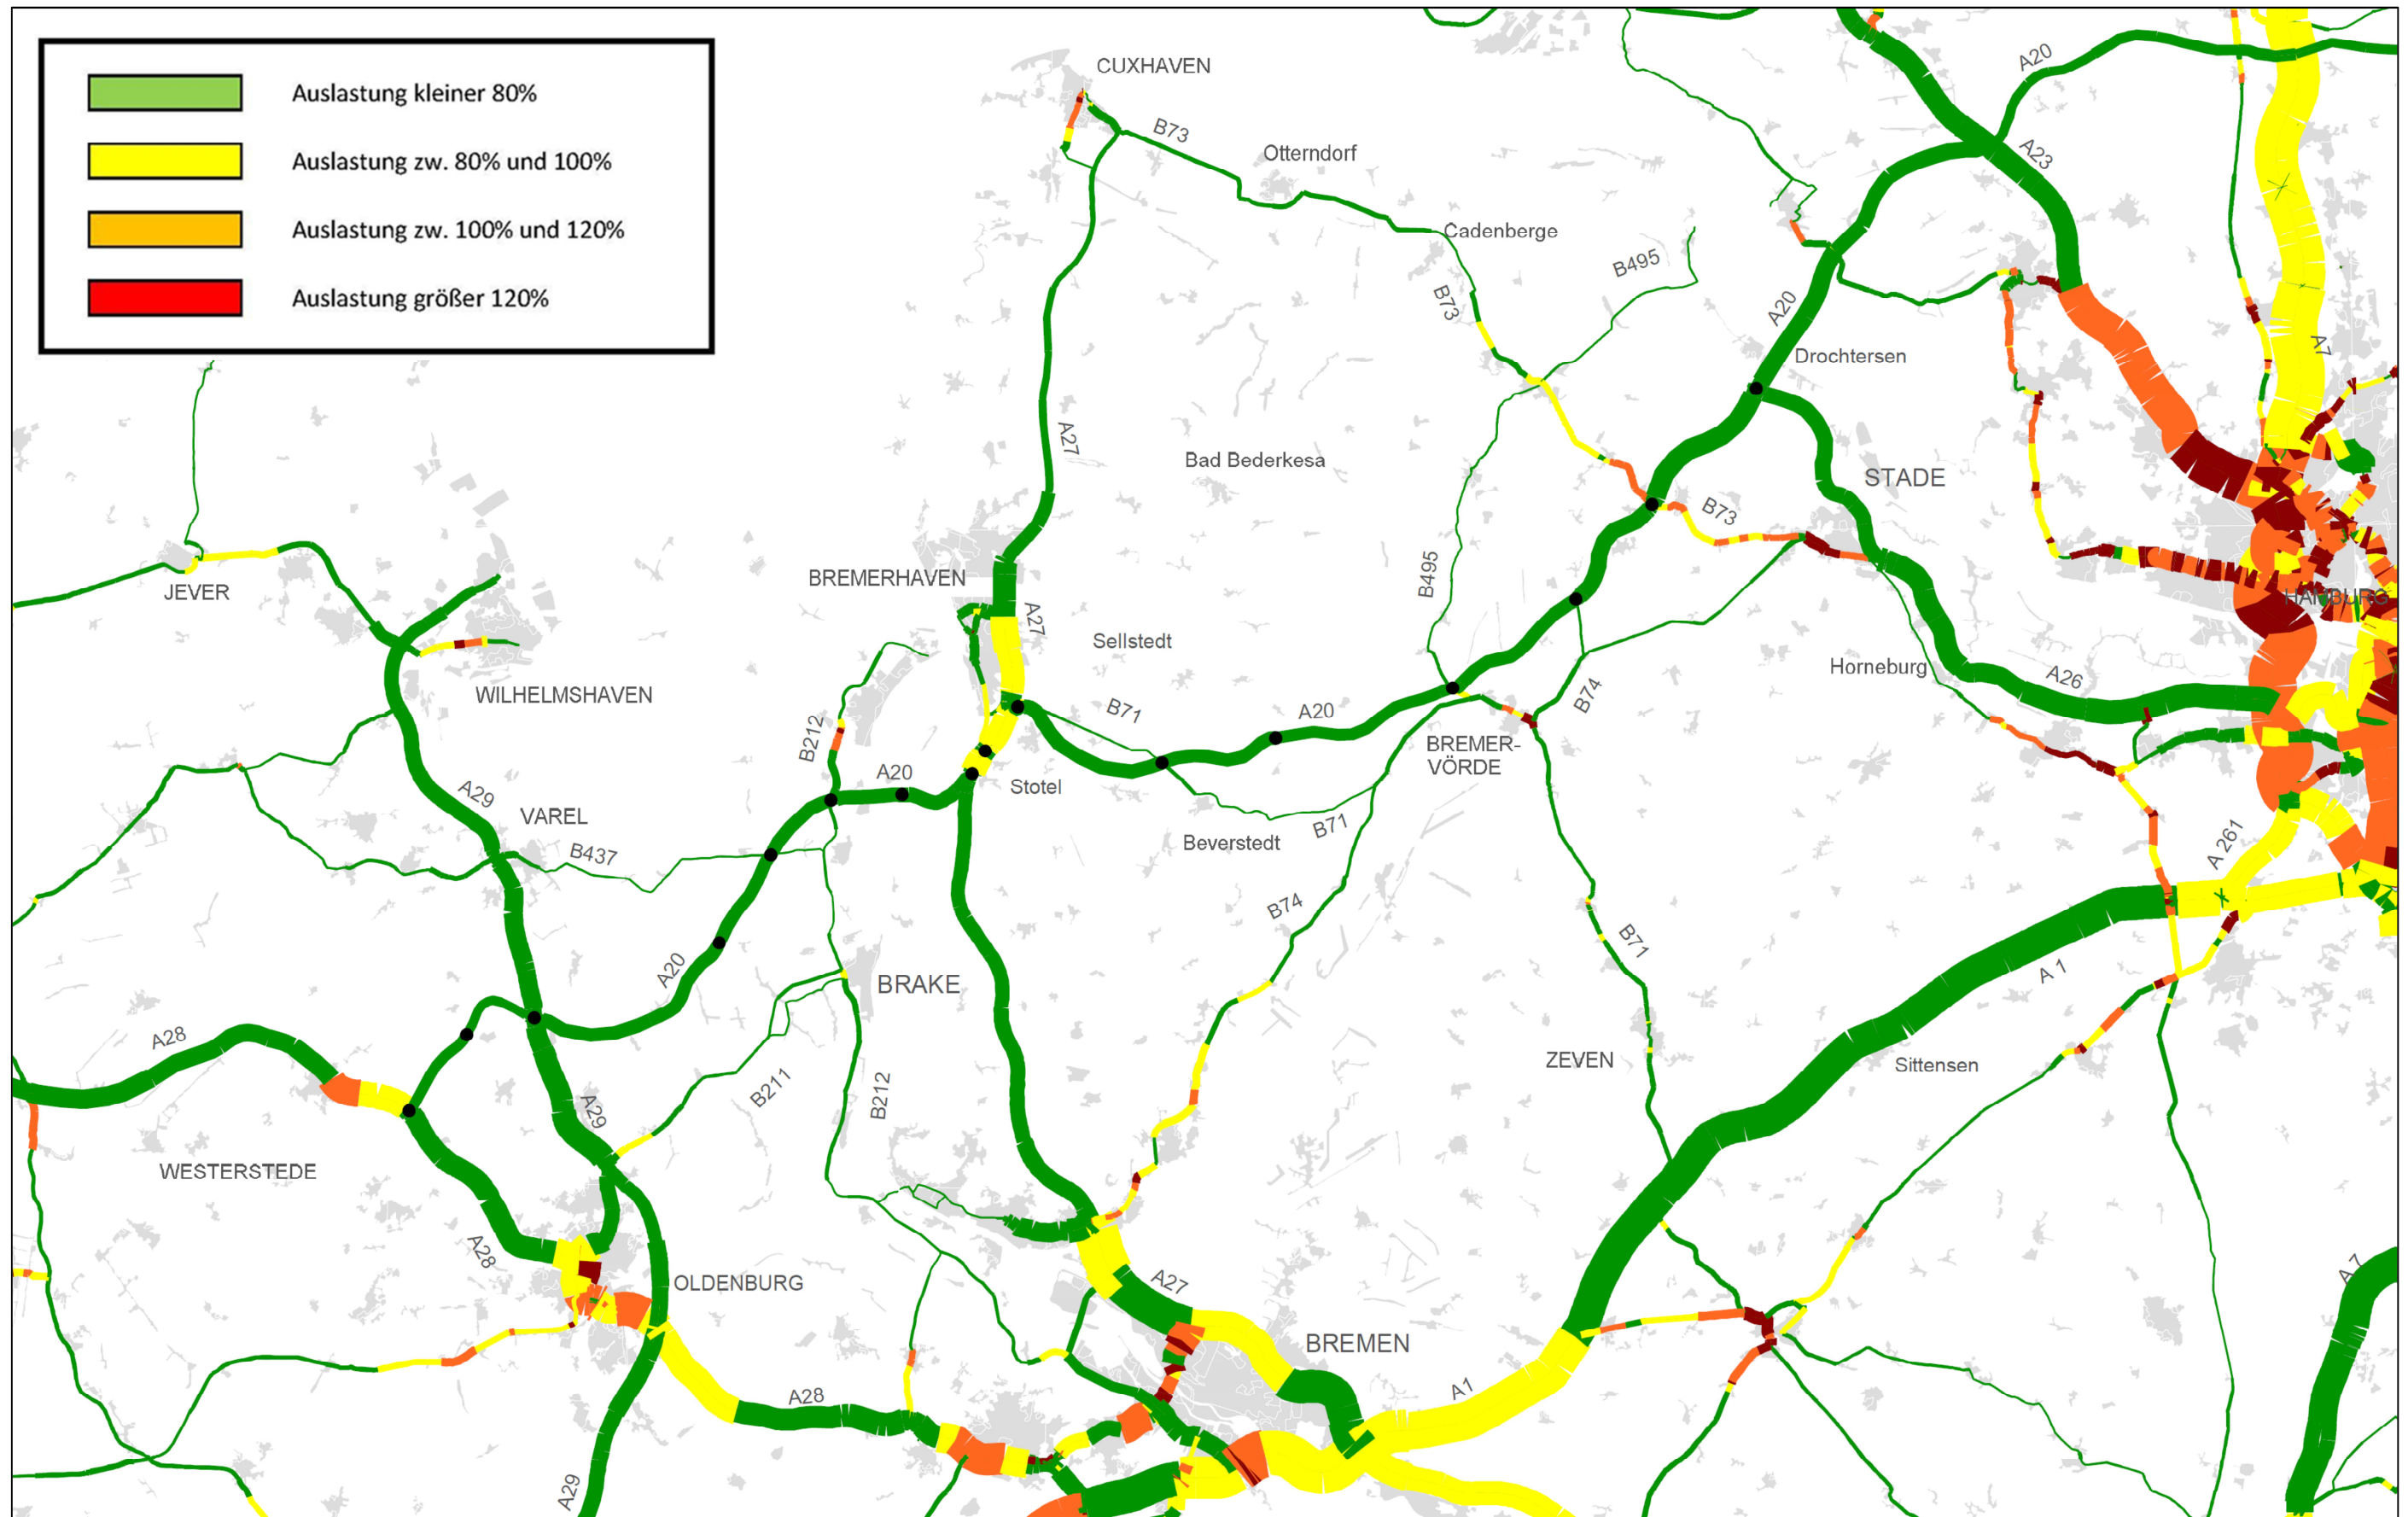 Auslastung kleiner 80%
Auslastung zw. 80% und 100%
Auslastung zw. 100% und 120%
Auslastung größer 120%
CUXHAVEN
B73
Otterndorf
Cadenberge
B73
B495
A20
A23
A20
A7
Drochtersen
A27
Bad Bederkesa
STADE
B73
JEVER
BREMERHAVEN
A27
B495
HAMBURG
Sellstedt
WILHELMSHAVEN
Horneburg
A26
B74
B71
A20
B212
BREMER-
VÖRDE
A20
Stotel
A29
VAREL
B437
Beverstedt
B71
A 261
B74
B71
A20
BRAKE
A 1
A28
ZEVEN
Sittensen
B211
B212
A29
WESTERSTEDE
A28
OLDENBURG
A27
A 7
BREMEN
A28
A1
A29